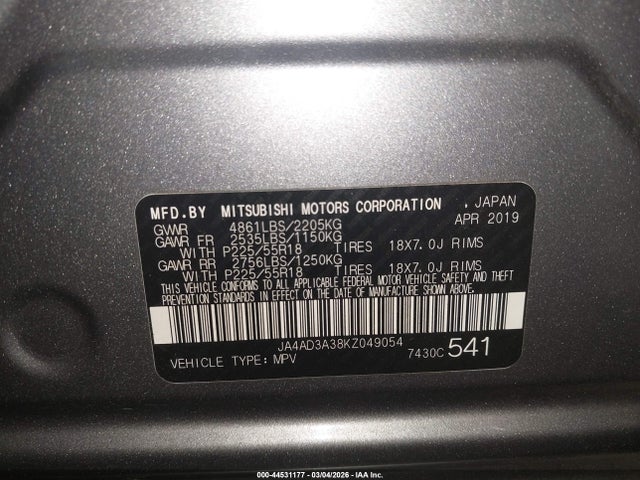 MFD.BY MITSUBISHI MOTORS CORPORATION , JAPAN
GVWR 4861LBS/2205KG APR 2019
GAWR FR 2535LBS/1150KG
WITH P225/55R18 TIRES 18X7.0J RIMS
GAWR RR 2756LBS/1250KG
WITH P225/55R18 TIRES 18X7.0J RIMS
THIS VEHICLE CONFORMS TO ALL APPLICABLE FEDERAL MOTOR VEHICLE SAFETY AND THEFT
PREVENTION STANDARDS IN EFFECT ON THE DATE OF MANUFACTURE SHOWN ABOVE.
JA4AD3A38KZ049054
VEHICLE TYPE: MPV 7430C 541
000-44531177 - 03/04/2026 - IAA Inc.